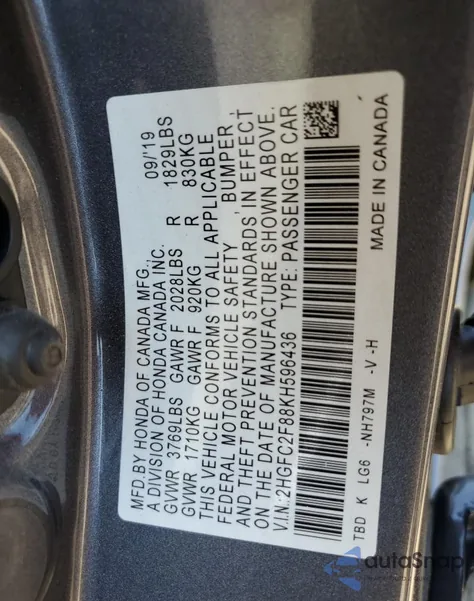 MFD.BY HONDA OF CANADA MFG., 09/'19
A DIVISION OF HONDA CANADA INC.
GVWR 3769LBS GAWR F 2028LBS R 1829LBS
GVWR 1710KG GAWR F 920KG R 830KG
THIS VEHICLE CONFORMS TO ALL APPLICABLE
FEDERAL MOTOR VEHICLE SAFETY, BUMPER,
AND THEFT PREVENTION STANDARDS IN EFFECT
ON THE DATE OF MANUFACTURE SHOWN ABOVE.
V.I.N.:2HGFC2F88KH596436 TYPE: PASSENGER CAR
TBD K LG6 -NH797M -V -H MADE IN CANADA
autoSnap